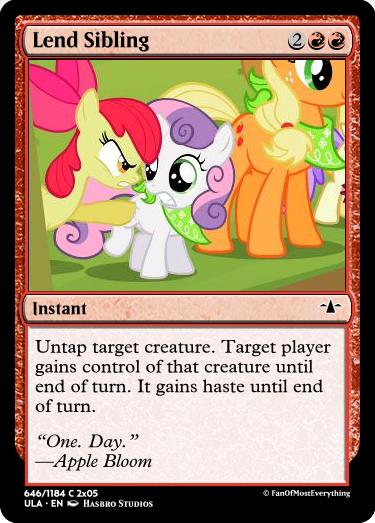 Lend Sibling 2
Instant
Untap target creature. Target player
gains control of that creature until
end of turn. It gains haste until end
of turn.
“One. Day.”
—Apple Bloom
646/1184 C 2x05
ULA • EN Hasbro Studios
© FanOfMostEverything